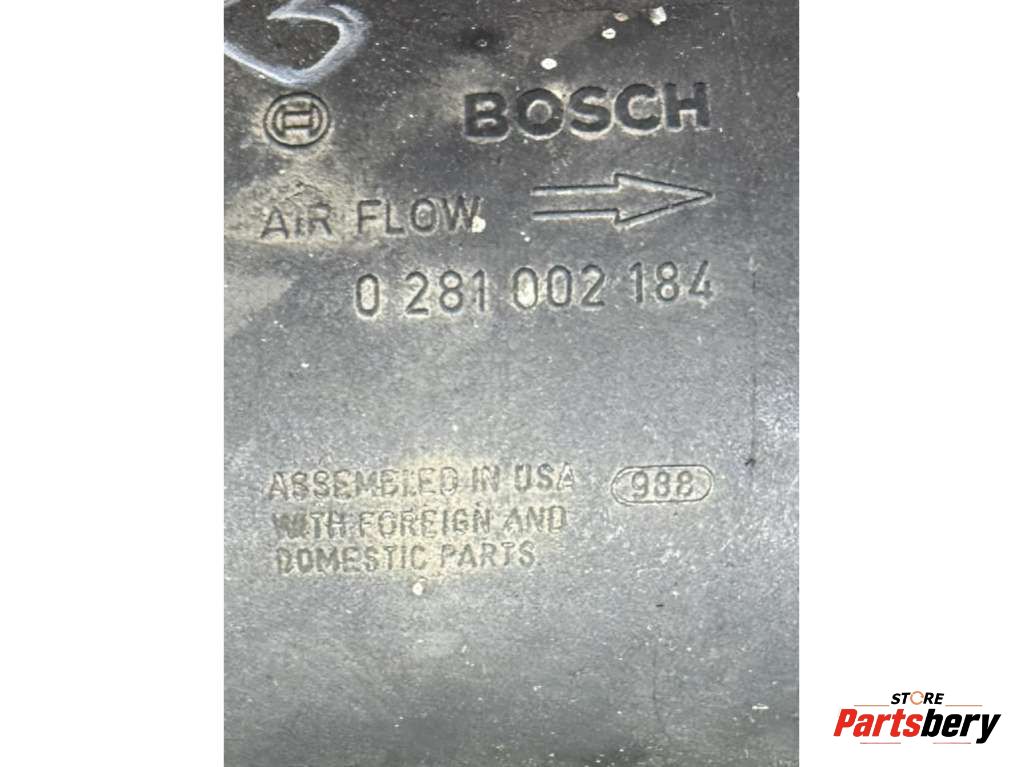 BOSCH
AIR FLOW
0 281 002 184
ASSEMBLED IN USA
988
WITH FOREIGN AND
DOMESTIC PARTS
STORE
Partsbery